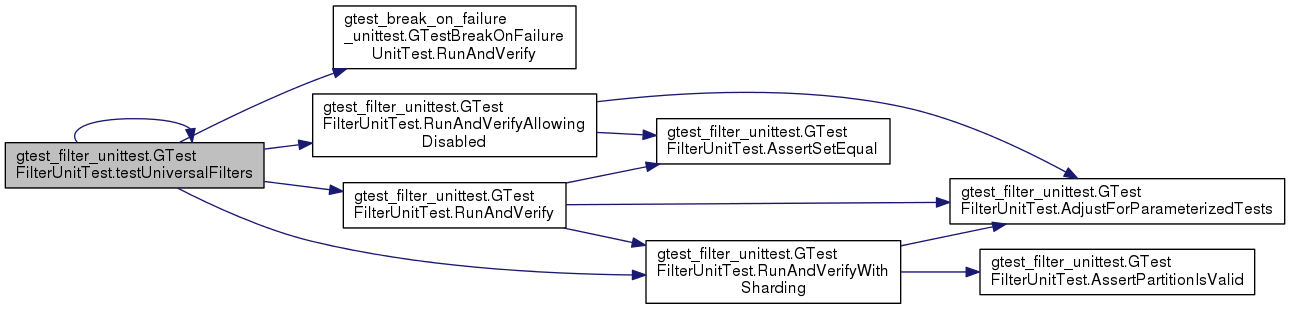 gtest_break_on_failure
_unittest.GTestBreakOnFailure
UnitTest.RunAndVerify
gtest_filter_unittest.GTest
FilterUnitTest.RunAndVerifyAllowing
Disabled
gtest_filter_unittest.GTest
FilterUnitTest.AssertSetEqual
gtest_filter_unittest.GTest
FilterUnitTest.testUniversalFilters
gtest_filter_unittest.GTest
FilterUnitTest.RunAndVerify
gtest_filter_unittest.GTest
FilterUnitTest.AdjustForParameterizedTests
gtest_filter_unittest.GTest
FilterUnitTest.RunAndVerifyWith
Sharding
gtest_filter_unittest.GTest
FilterUnitTest.AssertPartitionIsValid